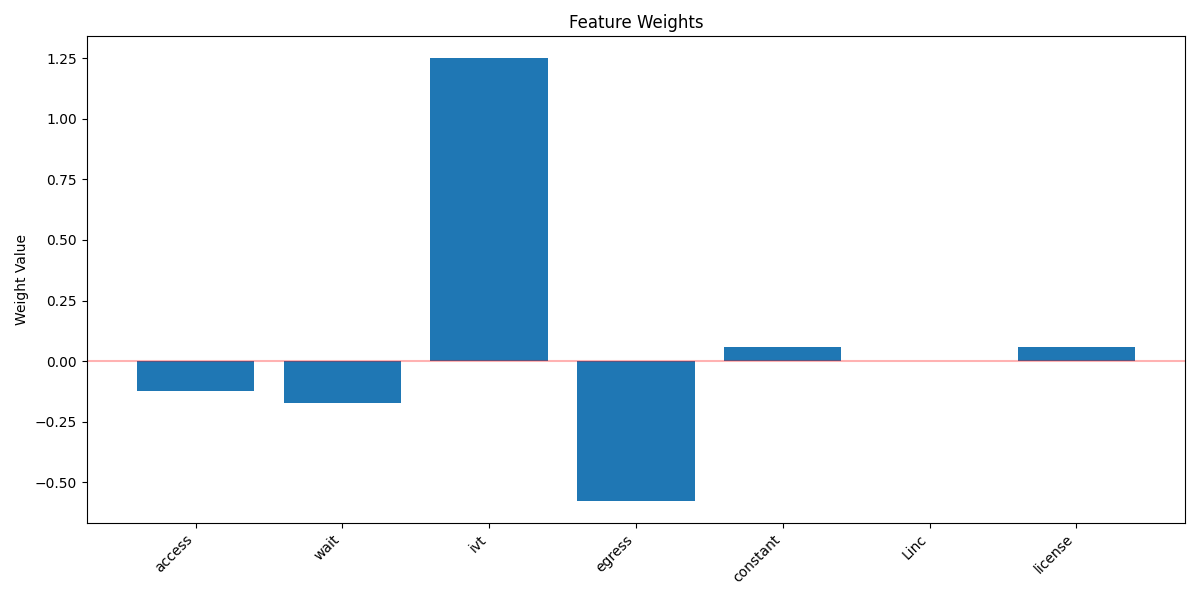 Feature Weights
Weight Value
1.25
1.00
0.75
0.50
0.25
0.00
−0.25
−0.50
access
wait
ivt
egress
constant
Linc
license